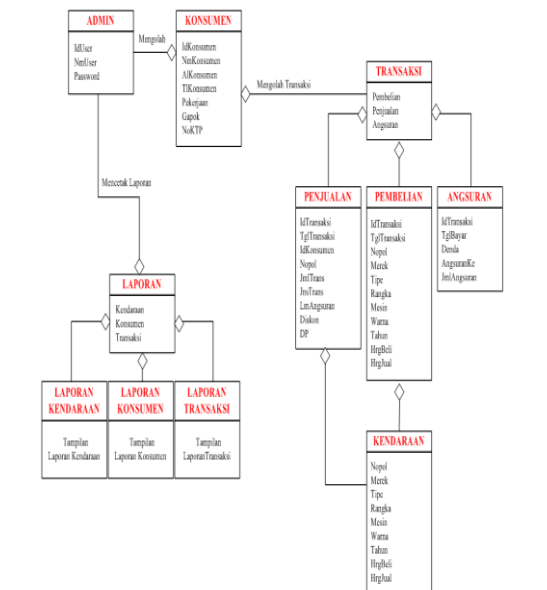 ADMIN
IdUser
NmUser
Password
Mengolah
KONSUMEN
IdKonsumen
NmKonsumen
AlKonsumen
TlKonsumen
Pekerjaan
Gapok
NoKTP
Mengolah Transaksi
TRANSAKSI
Pembelian
Penjualan
Angsuran
Mencetak Laporan
PENJUALAN
IdTransaksi
TglTransaksi
IdKonsumen
Nopol
JmlTrans
JnsTrans
LmAngsuran
Diskon
DP
PEMBELIAN
IdTransaksi
TglTransaksi
Nopol
Merek
Tipe
Rangka
Mesin
Warna
Tahun
HrgBeli
HrgJual
ANGSURAN
IdTransaksi
TglBayar
Denda
AngsuranKe
JmlAngsuran
LAPORAN
Kendaraan
Konsumen
Transaksi
LAPORAN
KENDARAAN
Tampilan
Laporan Kendaraan
LAPORAN
KONSUMEN
Tampilan
Laporan Konsumen
LAPORAN
TRANSAKSI
Tampilan
LaporanTransaksi
KENDARAAN
Nopol
Merek
Tipe
Rangka
Mesin
Warna
Tahun
HrgBeli
HrgJual